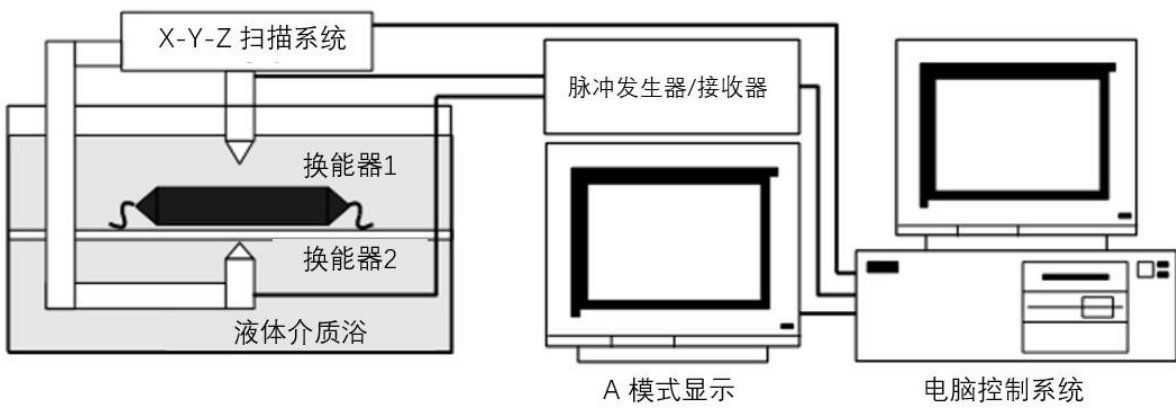 X-Y-Z 扫描系统
脉冲发生器/接收器
换能器1
换能器2
液体介质浴
A 模式显示
电脑控制系统